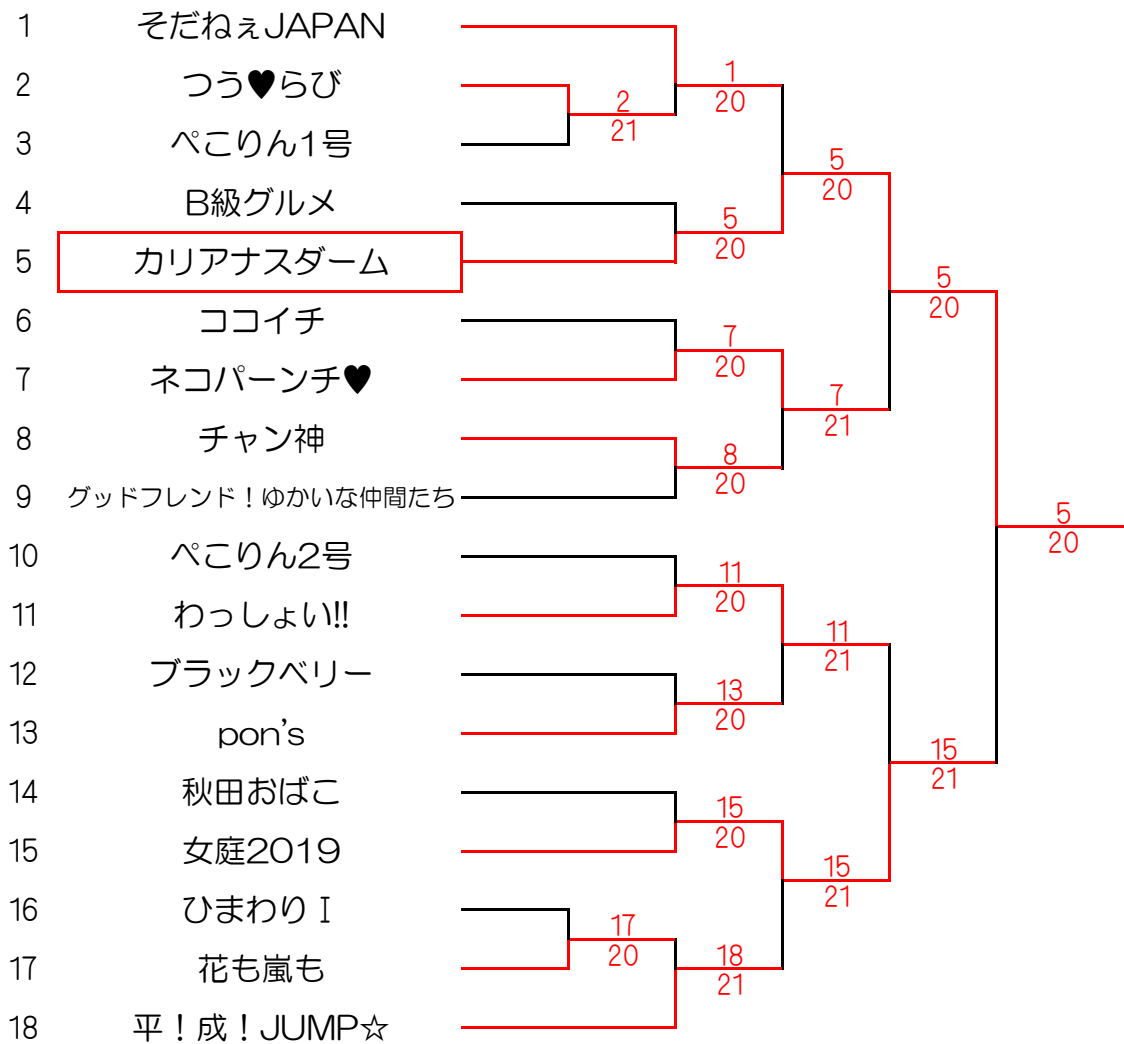 1 そだねぇJAPAN
2 つう♥らび
3 ぺこりん1号
4 B級グルメ
5 カリアナスダーム
6 ココイチ
7 ネコパーンチ♥
8 チャン神
9 グッドフレンド！ゆかいな仲間たち
10 ぺこりん2号
11 わっしょい!!
12 ブラックベリー
13 pon's
14 秋田おばこ
15 女庭2019
16 ひまわりⅠ
17 花も嵐も
18 平！成！JUMP☆
2
21
17
20
1
20
5
20
7
20
8
20
11
20
13
20
15
20
18
21
5
20
7
21
11
21
15
21
5
20
15
21
5
20